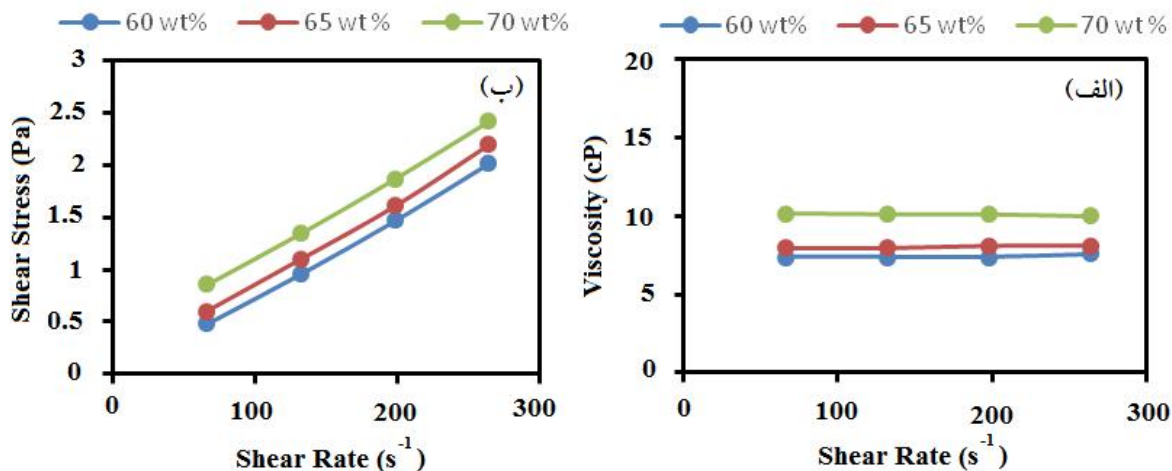 60 wt% 65 wt % 70 wt%
3
2.5
2
1.5
1
0.5
0
Shear Stress (Pa)
(ب)
0 100 200 300
Shear Rate (s⁻¹)
60 wt% 65 wt% 70 wt%
20
15
10
5
0
Viscosity (cP)
(الف)
0 100 200 300
Shear Rate (s⁻¹)